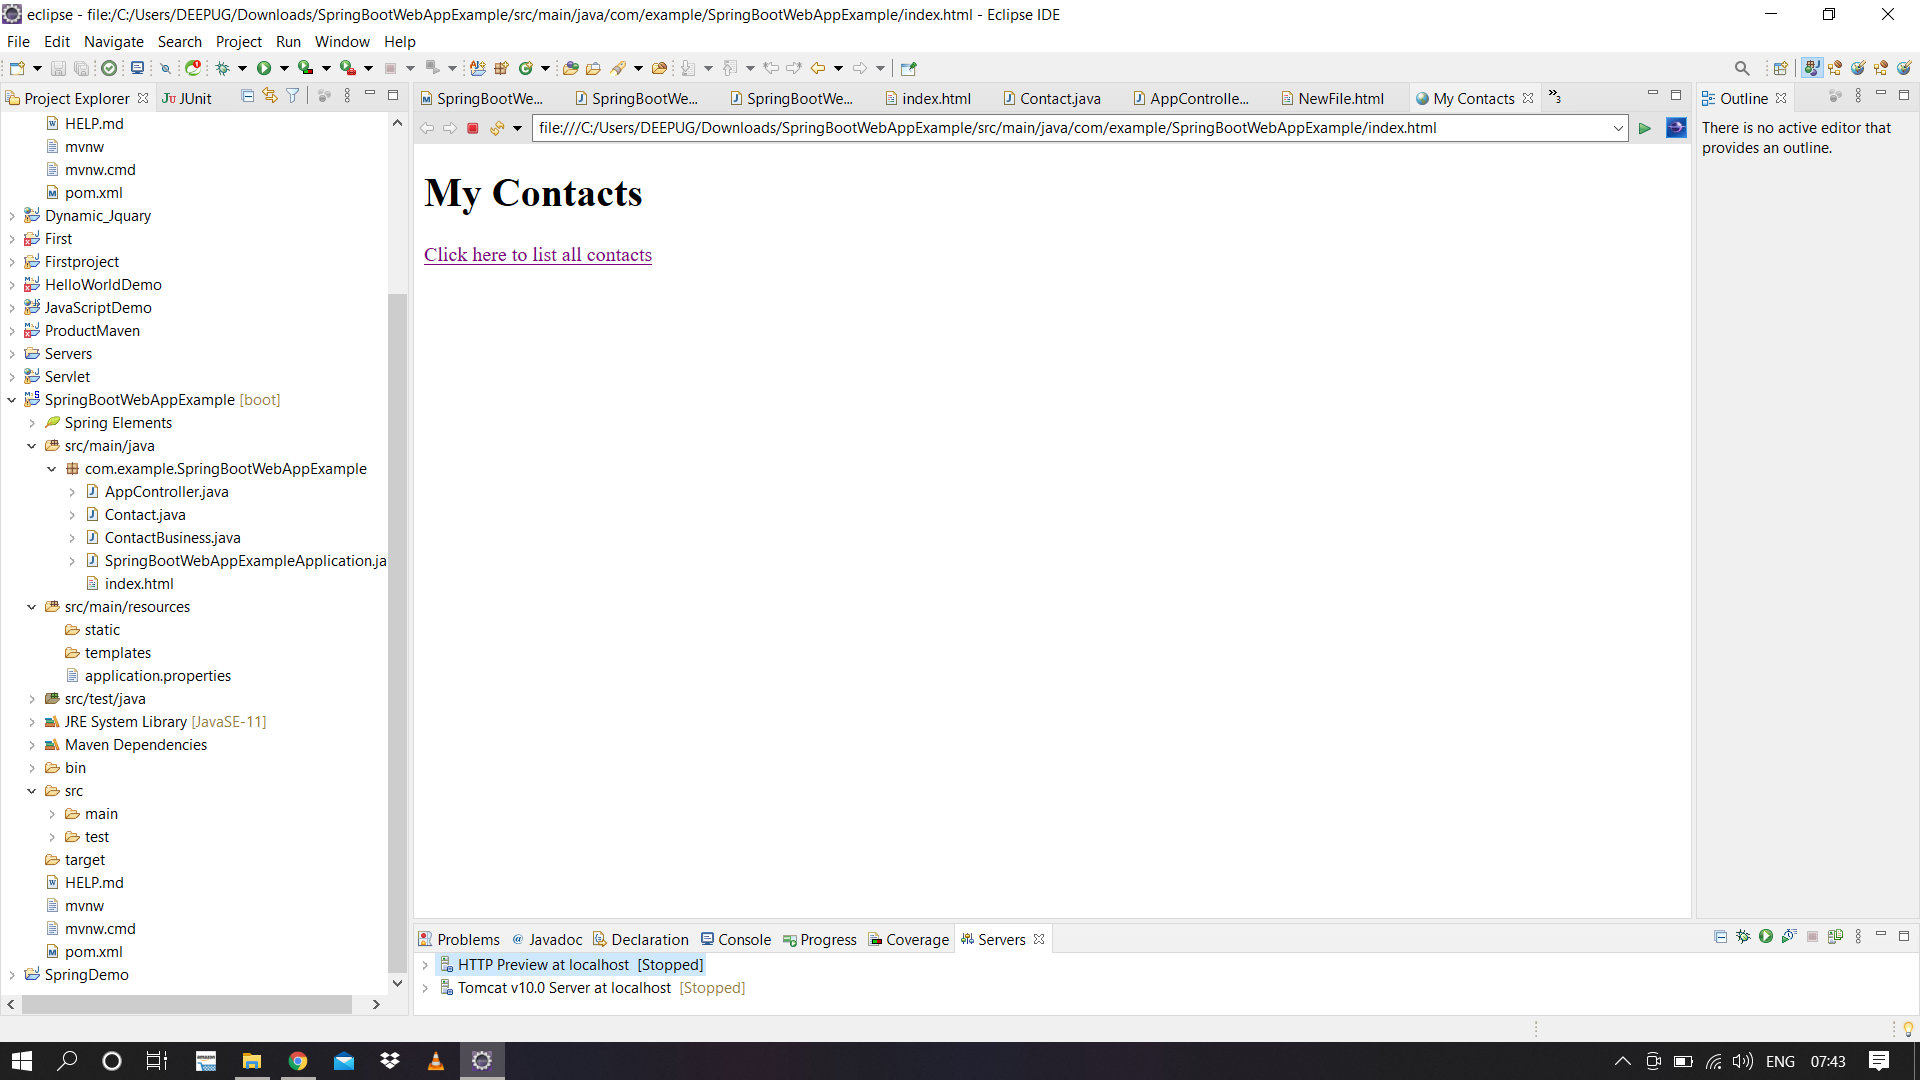 eclipse - file:/C:/Users/DEEPUG/Downloads/SpringBootWebAppExample/src/main/java/com/example/SpringBootWebAppExample/index.html - Eclipse IDE
File Edit Navigate Search Project Run Window Help
Project Explorer JUnit
SpringBootWe... SpringBootWe... SpringBootWe... index.html Contact.java AppControlle... NewFile.html My Contacts »3
Outline
file:///C:/Users/DEEPUG/Downloads/SpringBootWebAppExample/src/main/java/com/example/SpringBootWebAppExample/index.html
There is no active editor that
provides an outline.
My Contacts
Click here to list all contacts
HELP.md
mvnw
mvnw.cmd
pom.xml
Dynamic_Jquary
First
Firstproject
HelloWorldDemo
JavaScriptDemo
ProductMaven
Servers
Servlet
SpringBootWebAppExample [boot]
Spring Elements
src/main/java
com.example.SpringBootWebAppExample
AppController.java
Contact.java
ContactBusiness.java
SpringBootWebAppExampleApplication.ja
index.html
src/main/resources
static
templates
application.properties
src/test/java
JRE System Library [JavaSE-11]
Maven Dependencies
bin
src
main
test
target
HELP.md
mvnw
mvnw.cmd
pom.xml
SpringDemo
Problems @ Javadoc Declaration Console Progress Coverage Servers
HTTP Preview at localhost [Stopped]
Tomcat v10.0 Server at localhost [Stopped]
ENG 07:43